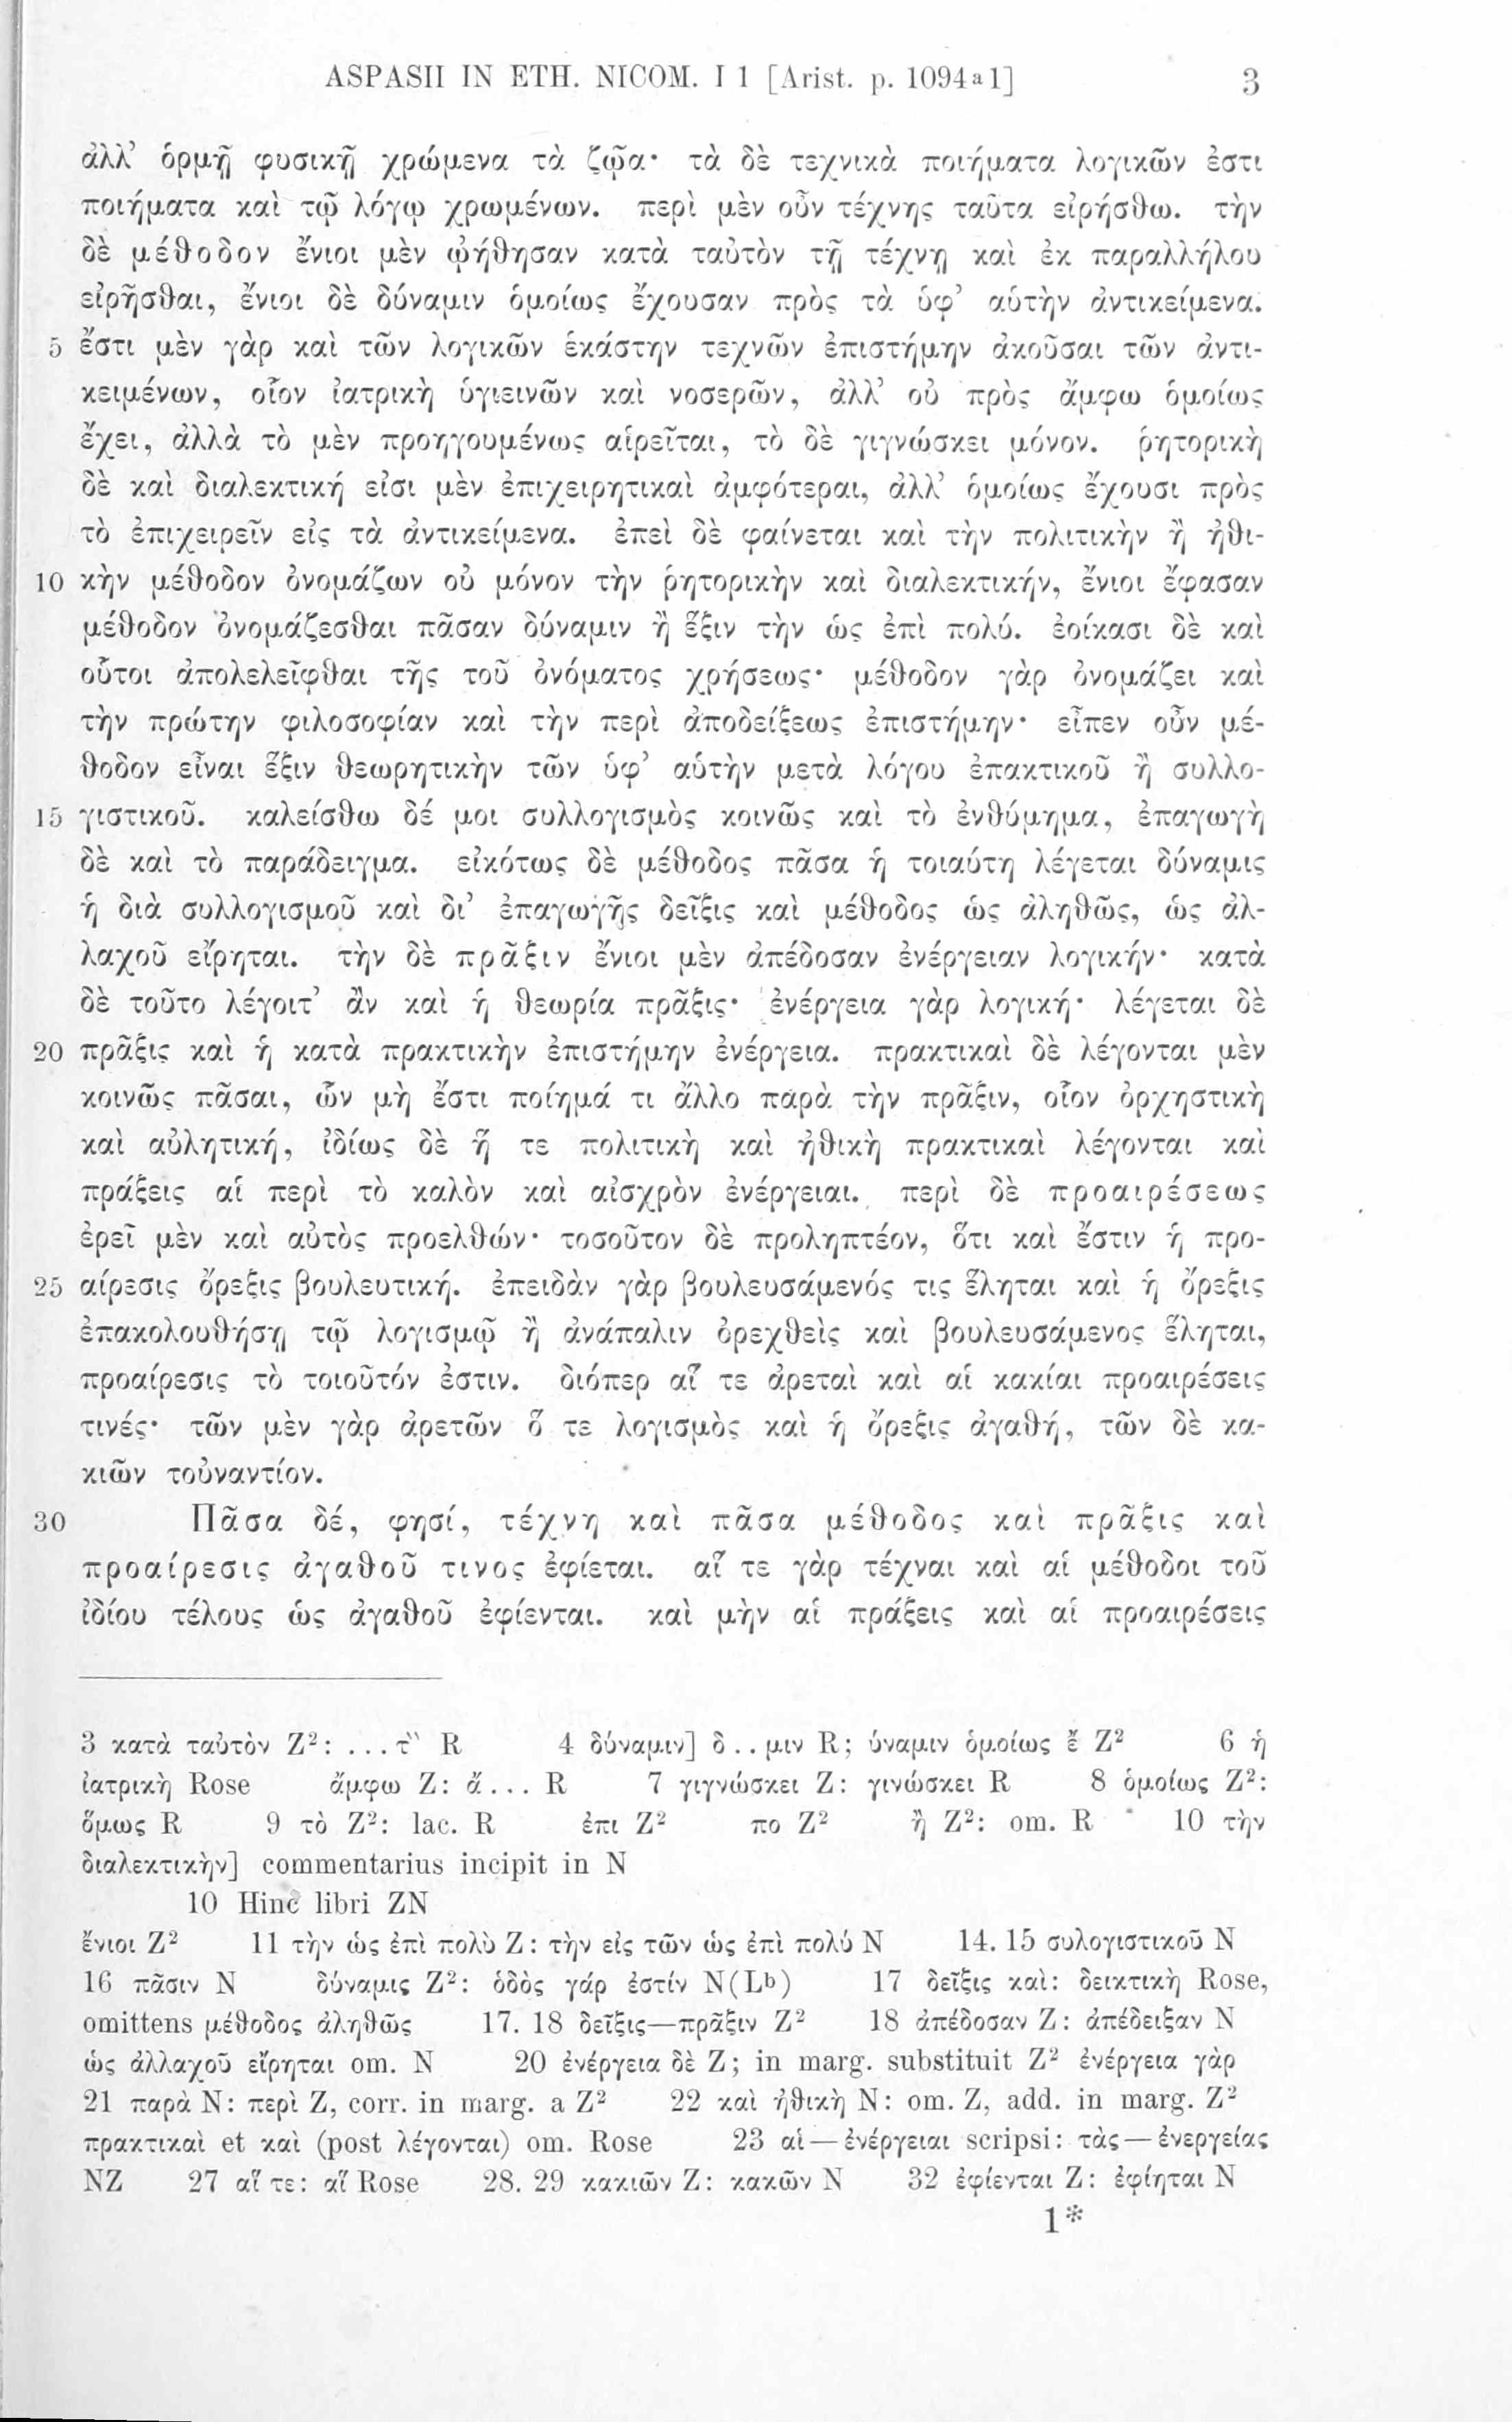 ASPASII IN ETH. NICOM. I 1 [Arist. p. 1094a1] 3
ἀλλ’ ὁρμῇ φυσικῇ χρώμενα τὰ ζῷα· τὰ δὲ τεχνικὰ ποιήματα λογικῶν ἐστι
ποιήματα καὶ τῷ λόγῳ χρωμένων. περὶ μὲν οὖν τέχνης ταῦτα εἰρήσθω. τὴν
δὲ μέθοδον ἔνιοι μὲν ᾠήθησαν κατὰ ταὐτὸν τῇ τέχνῃ καὶ ἐκ παραλλήλου
εἰρῆσθαι, ἔνιοι δὲ δύναμιν ὁμοίως ἔχουσαν πρὸς τὰ ὑφ’ αὑτὴν ἀντικείμενα.
5 ἔστι μὲν γὰρ καὶ τῶν λογικῶν ἑκάστην τεχνῶν ἐπιστήμην ἀκοῦσαι τῶν ἀντι-
κειμένων, οἷον ἰατρικὴ ὑγιεινῶν καὶ νοσερῶν, ἀλλ’ οὐ πρὸς ἄμφω ὁμοίως
ἔχει, ἀλλὰ τὸ μὲν προηγουμένως αἱρεῖται, τὸ δὲ γιγνώσκει μόνον. ῥητορικὴ
δὲ καὶ διαλεκτική εἰσι μὲν ἐπιχειρητικαὶ ἀμφότεραι, ἀλλ’ ὁμοίως ἔχουσι πρὸς
τὸ ἐπιχειρεῖν εἰς τὰ ἀντικείμενα. ἐπεὶ δὲ φαίνεται καὶ τὴν πολιτικὴν ἢ ἠθι-
10 κὴν μέθοδον ὀνομάζων οὐ μόνον τὴν ῥητορικὴν καὶ διαλεκτικήν, ἔνιοι ἔφασαν
μέθοδον ὀνομάζεσθαι πᾶσαν δύναμιν ἢ ἕξιν τὴν ὡς ἐπὶ πολύ. ἐοίκασι δὲ καὶ
οὗτοι ἀπολελεῖφθαι τῆς τοῦ ὀνόματος χρήσεως· μέθοδον γὰρ ὀνομάζει καὶ
τὴν πρώτην φιλοσοφίαν καὶ τὴν περὶ ἀποδείξεως ἐπιστήμην· εἶπεν οὖν μέ-
θοδον εἶναι ἕξιν θεωρητικὴν τῶν ὑφ’ αὑτὴν μετὰ λόγου ἐπακτικοῦ ἢ συλλο-
15 γιστικοῦ. καλείσθω δέ μοι συλλογισμὸς κοινῶς καὶ τὸ ἐνθύμημα, ἐπαγωγὴ
δὲ καὶ τὸ παράδειγμα. εἰκότως δὲ μέθοδος πᾶσα ἡ τοιαύτη λέγεται δύναμις
ἡ διὰ συλλογισμοῦ καὶ δι’ ἐπαγωγῆς δεῖξις καὶ μέθοδος ὡς ἀληθῶς, ὡς ἀλ-
λαχοῦ εἴρηται. τὴν δὲ πρᾶξιν ἔνιοι μὲν ἀπέδοσαν ἐνέργειαν λογικήν· κατὰ
δὲ τοῦτο λέγοιτ’ ἂν καὶ ἡ θεωρία πρᾶξις· ἐνέργεια γὰρ λογική· λέγεται δὲ
20 πρᾶξις καὶ ἡ κατὰ πρακτικὴν ἐπιστήμην ἐνέργεια. πρακτικαὶ δὲ λέγονται μὲν
κοινῶς πᾶσαι, ὧν μὴ ἔστι ποίημά τι ἄλλο παρὰ τὴν πρᾶξιν, οἷον ὀρχηστικὴ
καὶ αὐλητική, ἰδίως δὲ ἥ τε πολιτικὴ καὶ ἠθικὴ πρακτικαὶ λέγονται καὶ
πράξεις αἱ περὶ τὸ καλὸν καὶ αἰσχρὸν ἐνέργειαι. περὶ δὲ προαιρέσεως
ἐρεῖ μὲν καὶ αὐτὸς προελθών· τοσοῦτον δὲ προληπτέον, ὅτι καὶ ἔστιν ἡ προ-
25 αίρεσις ὄρεξις βουλευτική. ἐπειδὰν γὰρ βουλευσάμενός τις ἕληται καὶ ἡ ὄρεξις
ἐπακολουθήσῃ τῷ λογισμῷ ἢ ἀνάπαλιν ὀρεχθεὶς καὶ βουλευσάμενος ἕληται,
προαίρεσις τὸ τοιοῦτόν ἐστιν. διόπερ αἵ τε ἀρεταὶ καὶ αἱ κακίαι προαιρέσεις
τινές· τῶν μὲν γὰρ ἀρετῶν ὅ τε λογισμὸς καὶ ἡ ὄρεξις ἀγαθή, τῶν δὲ κα-
κιῶν τοὐναντίον.
30 Πᾶσα δέ, φησί, τέχνη καὶ πᾶσα μέθοδος καὶ πρᾶξις καὶ
προαίρεσις ἀγαθοῦ τινος ἐφίεται. αἵ τε γὰρ τέχναι καὶ αἱ μέθοδοι τοῦ
ἰδίου τέλους ὡς ἀγαθοῦ ἐφίενται. καὶ μὴν αἱ πράξεις καὶ αἱ προαιρέσεις
3 κατὰ ταὐτὸν Z²: ...τ῝ R 4 δύναμιν] δ..μιν R; ύναμιν ὁμοίως ἔ Z² 6 ἡ
ἰατρικὴ Rose ἄμφω Z: ἄ... R 7 γιγνώσκει Z: γινώσκει R 8 ὁμοίως Z²:
ὅμως R 9 τὸ Z²: lac. R ἐπι Z² πο Z² ἢ Z²: om. R 10 τὴν
διαλεκτικὴν] commentarius incipit in N
10 Hinc libri ZN
ἔνιοι Z² 11 τὴν ὡς ἐπὶ πολὺ Z: τὴν εἰς τῶν ὡς ἐπὶ πολύ N 14. 15 συλογιστικοῦ N
16 πᾶσιν N δύναμις Z²: ὁδὸς γάρ ἐστίν N(Lb) 17 δεῖξις καὶ: δεικτικὴ Rose,
omittens μέθοδος ἀληθῶς 17. 18 δεῖξις—πρᾶξιν Z² 18 ἀπέδοσαν Z: ἀπέδειξαν N
ὡς ἀλλαχοῦ εἴρηται om. N 20 ἐνέργεια δὲ Z; in marg. substituit Z² ἐνέργεια γὰρ
21 παρὰ N: περὶ Z, corr. in marg. a Z² 22 καὶ ἠθικὴ N: om. Z, add. in marg. Z²
πρακτικαὶ et καὶ (post λέγονται) om. Rose 23 αἱ—ἐνέργειαι scripsi: τὰς—ἐνεργείας
NZ 27 αἵ τε: αἵ Rose 28. 29 κακιῶν Z: κακῶν N 32 ἐφίενται Z: ἐφίηται N
1*